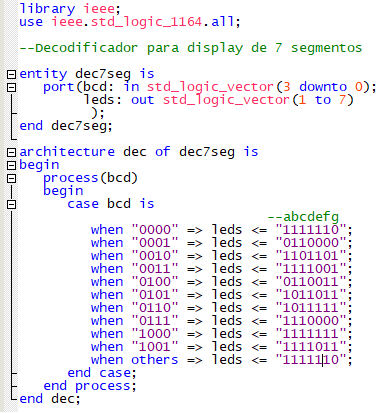 library ieee;
use ieee.std_logic_1164.all;
--Decodificador para display de 7 segmentos
entity dec7seg is
port(bcd: in std_logic_vector(3 downto 0);
leds: out std_logic_vector(1 to 7)
);
end dec7seg;
architecture dec of dec7seg is
begin
process(bcd)
begin
case bcd is
--abcdefg
when "0000" => leds <= "1111110";
when "0001" => leds <= "0110000";
when "0010" => leds <= "1101101";
when "0011" => leds <= "1111001";
when "0100" => leds <= "0110011";
when "0101" => leds <= "1011011";
when "0110" => leds <= "1011111";
when "0111" => leds <= "1110000";
when "1000" => leds <= "1111111";
when "1001" => leds <= "1111011";
when others => leds <= "1111110";
end case;
end process;
end dec;